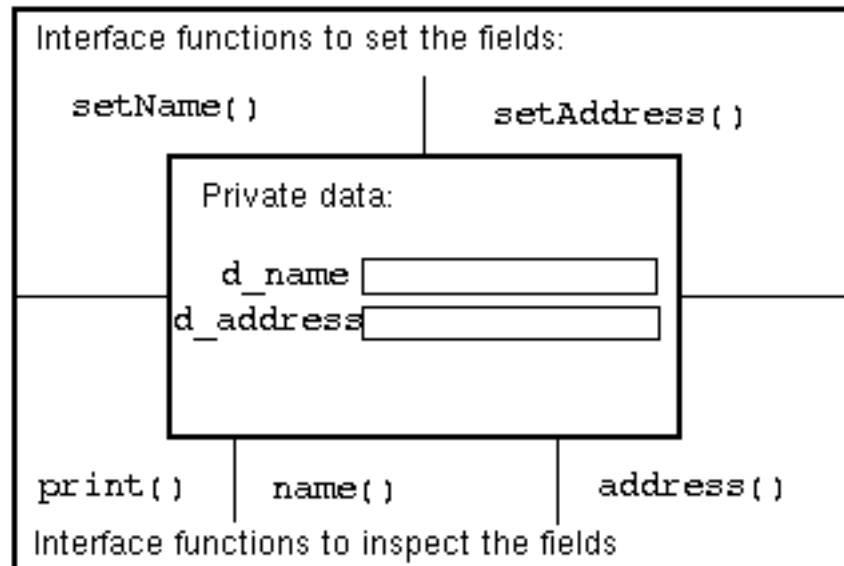 Interface functions to set the fields:
setName()
setAddress()
Private data:
d_name
d_address
print()
name()
address()
Interface functions to inspect the fields